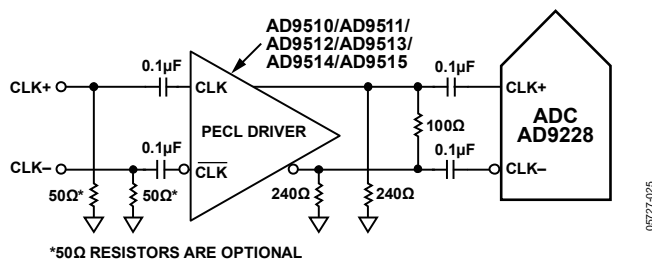 AD9510/AD9511/
AD9512/AD9513/
AD9514/AD9515
0.1µF
CLK+
CLK
PECL DRIVER
0.1µF
CLK–
CLK
50Ω*
50Ω*
240Ω
240Ω
0.1µF
100Ω
0.1µF
CLK+
ADC
AD9228
CLK–
*50Ω RESISTORS ARE OPTIONAL
05727-025